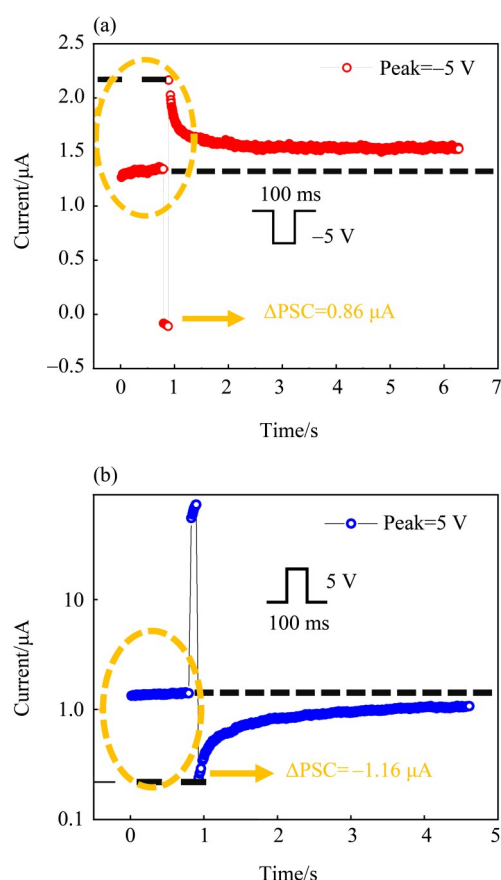 (a)
2.5
2.0
1.5
1.0
0.5
0.0
−0.5
Current/μA
Peak=−5 V
100 ms
−5 V
ΔPSC=0.86 μA
0 1 2 3 4 5 6 7
Time/s
(b)
10
1.0
0.1
Current/μA
Peak=5 V
5 V
100 ms
ΔPSC=−1.16 μA
0 1 2 3 4 5
Time/s